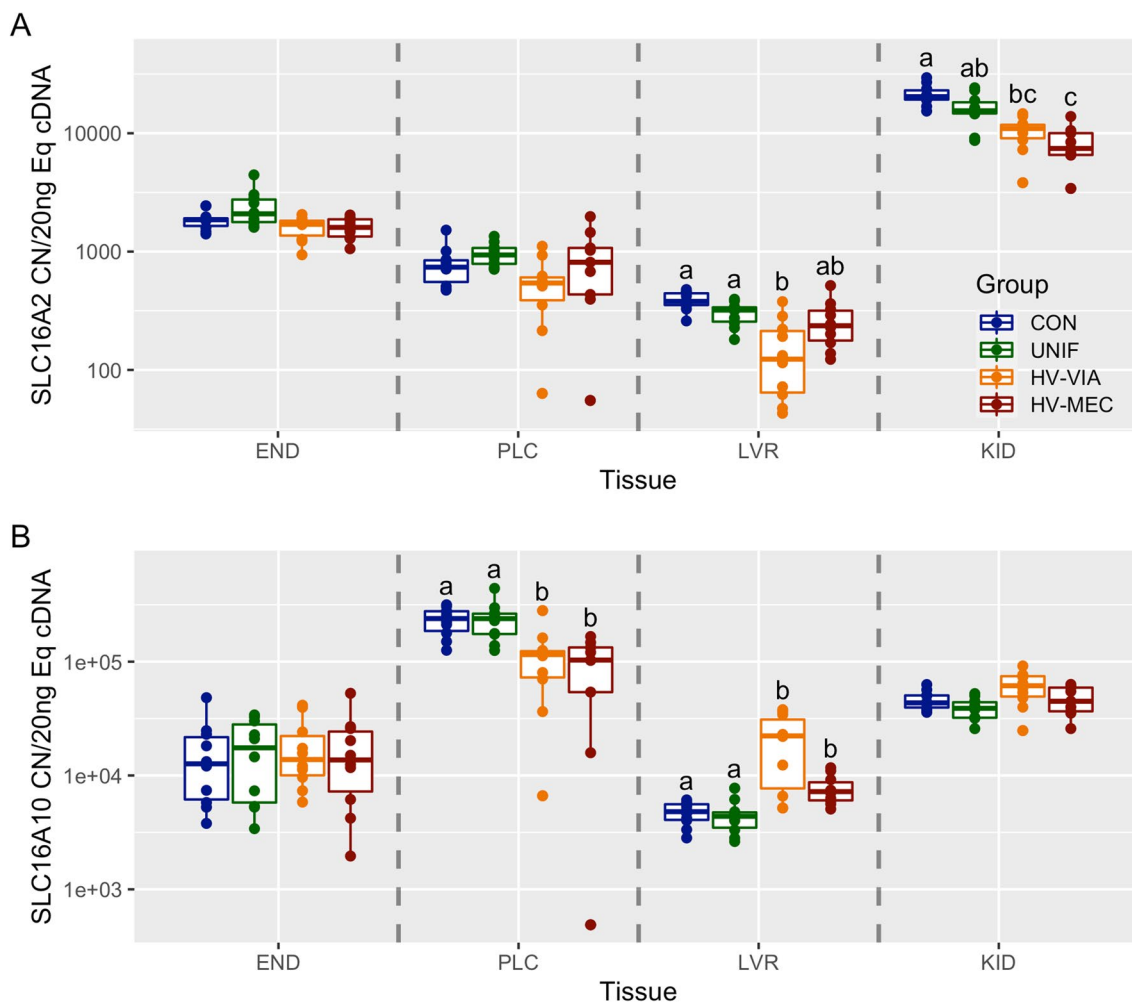 A
SLC16A2 CN/20ng Eq cDNA
10000
1000
100
a
a
b
ab
a
ab
bc
c
Group
CON
UNIF
HV-VIA
HV-MEC
END PLC LVR KID
Tissue
B
SLC16A10 CN/20ng Eq cDNA
1e+05
1e+04
1e+03
a
a
b
b
a
a
b
b
END PLC LVR KID
Tissue